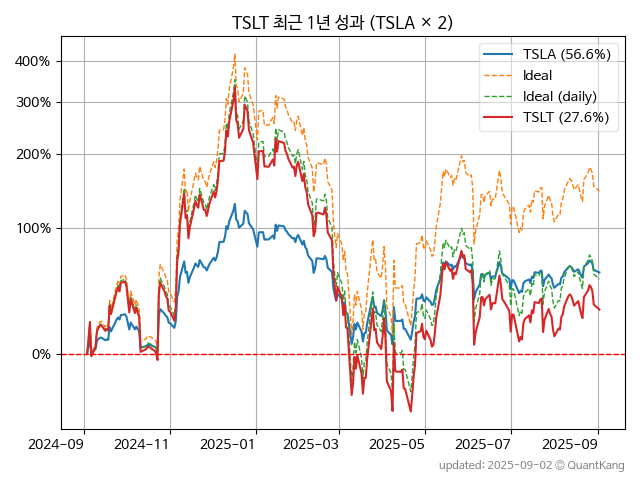 TSLT 최근 1년 성과 (TSLA × 2)
TSLA (56.6%)
Ideal
Ideal (daily)
TSLT (27.6%)
400%
300%
200%
100%
0%
2024-09 2024-11 2025-01 2025-03 2025-05 2025-07 2025-09
updated: 2025-09-02 © QuantKang